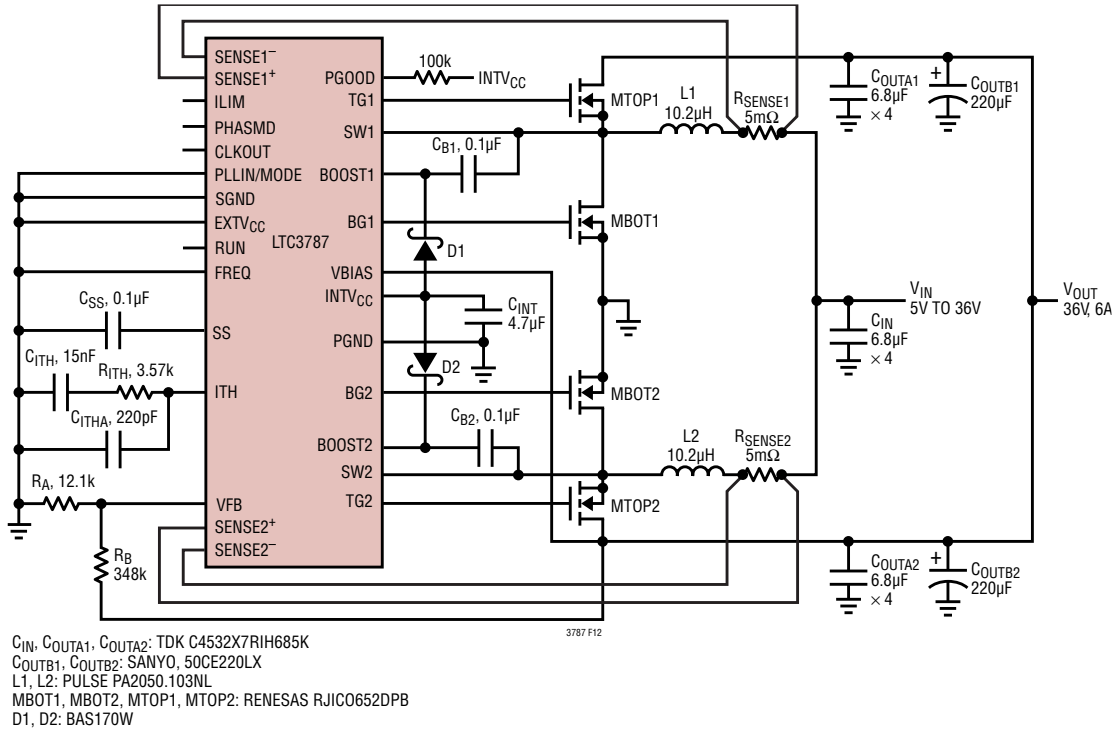 SENSE1–
SENSE1+
ILIM
PHASMD
CLKOUT
PLLIN/MODE
SGND
EXTVCC
RUN
FREQ
SS
ITH
VFB
SENSE2+
SENSE2–
LTC3787
PGOOD
TG1
SW1
BOOST1
BG1
VBIAS
INTVCC
PGND
BG2
BOOST2
SW2
TG2
100k
INTVCC
CB1, 0.1µF
D1
CINT
4.7µF
D2
CB2, 0.1µF
CSS, 0.1µF
CITH, 15nF
RITH, 3.57k
CITHA, 220pF
RA, 12.1k
RB
348k
MTOP1
MBOT1
MBOT2
MTOP2
L1
10.2µH
RSENSE1
5mΩ
L2
10.2µH
RSENSE2
5mΩ
COUTA1
6.8µF
× 4
+
COUTB1
220µF
VIN
5V TO 36V
CIN
6.8µF
× 4
VOUT
36V, 6A
COUTA2
6.8µF
× 4
+
COUTB2
220µF
3787 F12
CIN, COUTA1, COUTA2: TDK C4532X7RIH685K
COUTB1, COUTB2: SANYO, 50CE220LX
L1, L2: PULSE PA2050.103NL
MBOT1, MBOT2, MTOP1, MTOP2: RENESAS RJICO652DPB
D1, D2: BAS170W